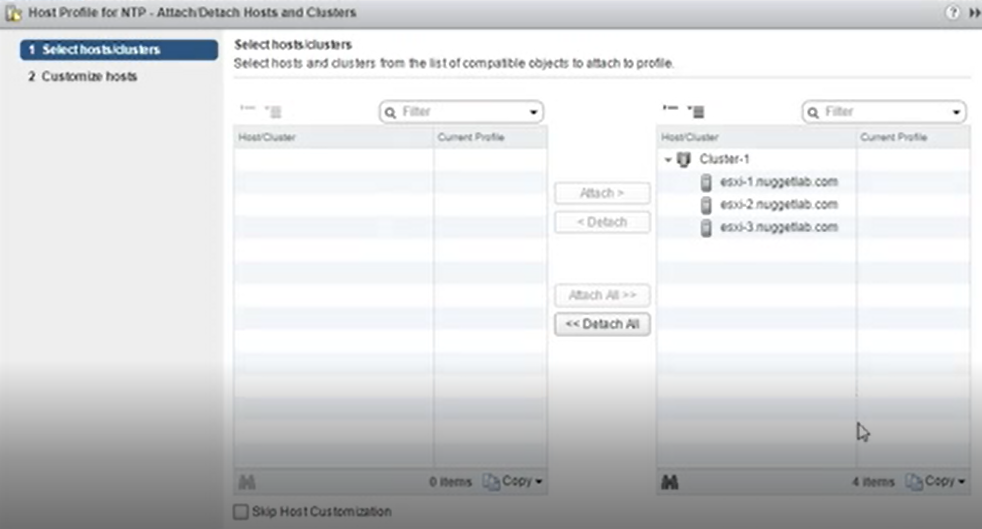 Host Profile for NTP - Attach/Detach Hosts and Clusters
1 Select hosts/clusters
2 Customize hosts
Select hosts/clusters
Select hosts and clusters from the list of compatible objects to attach to profile.
Filter
Host/Cluster Current Profile
0 items Copy
Attach >
< Detach
Attach All >>
<< Detach All
Filter
Host/Cluster Current Profile
Cluster-1
esxi-1.nuggetlab.com
esxi-2.nuggetlab.com
esxi-3.nuggetlab.com
4 items Copy
Skip Host Customization